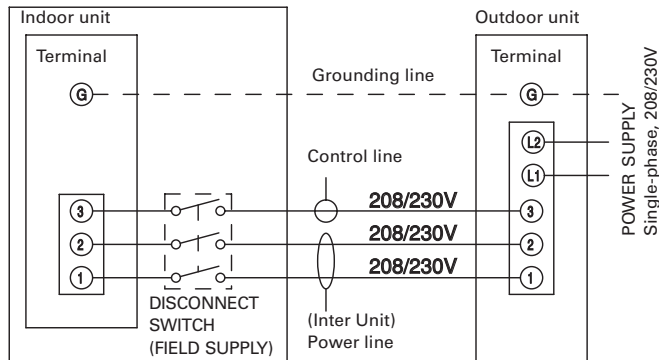 Indoor unit
Outdoor unit
Terminal
Terminal
G
Grounding line
G
L2
L1
POWER SUPPLY
Single-phase, 208/230V
Control line
3
208/230V
3
2
208/230V
2
1
208/230V
1
DISCONNECT
SWITCH
(FIELD SUPPLY)
(Inter Unit)
Power line